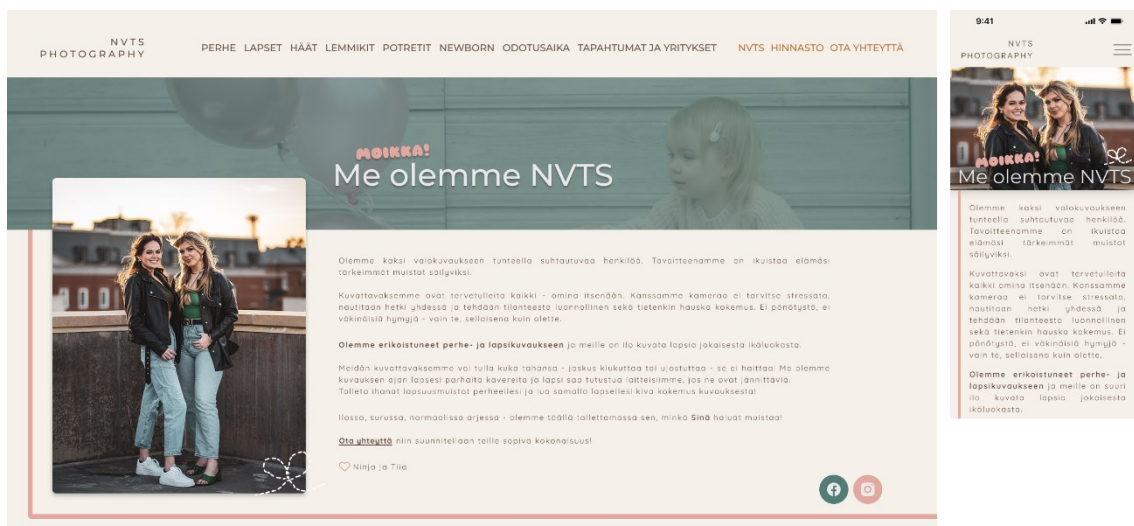 NVTS
PHOTOGRAPHY
PERHE LAPSET HÄÄT LEMMIKIT POTRETIT NEWBORN ODOTUSAIKA TAPAHTUMAT JA YRITYKSET NVTS HINNASTO OTA YHTEYTTÄ
MOIKKA!
Me olemme NVTS
Olemme kaksi valokuvaukseen tunteella suhtautuvaa henkilöä. Tavoitteenamme on ikuistaa elämäsi
tärkeimmät muistot säilyviksi.
Kuvattavaksemme ovat tervetulleita kaikki - omina itsenään. Kanssamme kameraa ei tarvitse stressata,
nautitaan hetki yhdessä ja tehdään tilanteesta luonnollinen sekä tietenkin hauska kokemus. Ei pönötystä, ei
väkinäisiä hymyjä - vain te, sellaisena kuin olette.
Olemme erikoistuneet perhe- ja lapsikuvaukseen ja meille on ilo kuvata lapsia jokaisesta ikäluokasta.
Meidän kuvattavaksemme voi tulla kuka tahansa - joskus kiukuttaa tai ujostuttaa - se ei haittaa! Me olemme
kuvauksen ajan lapsesi parhaita kavereita ja lapsi saa tutustua laitteisiimme, jos ne ovat jännittäviä.
Talleta ihanat lapsuusmuistot perheellesi ja luo samalla lapsellesi kiva kokemus kuvauksesta!
Ilossa, surussa, normaalissa arjessa - olemme täällä tallettamassa sen, minkä Sinä haluat muistaa!
Ota yhteyttä niin suunnitellaan teille sopiva kokonaisuus!
Ninja ja Tiia
9:41
NVTS
PHOTOGRAPHY
MOIKKA!
Me olemme NVTS
Olemme kaksi valokuvaukseen
tunteella suhtautuvaa henkilöä.
Tavoitteenamme on ikuistaa
elämäsi tärkeimmät muistot
säilyviksi.
Kuvattavaksi ovat tervetulleita
kaikki omina itsenään. Kanssamme
kameraa ei tarvitse stressata,
nautitaan hetki yhdessä ja
tehdään tilanteesta luonnollinen
sekä tietenkin hauska kokemus. Ei
pönötystä, ei väkinäisiä hymyjä -
vain te, sellaisena kuin olette.
Olemme erikoistuneet perhe- ja
lapsikuvaukseen ja meille on suuri
ilo kuvata lapsia jokaisesta
ikäluokasta.